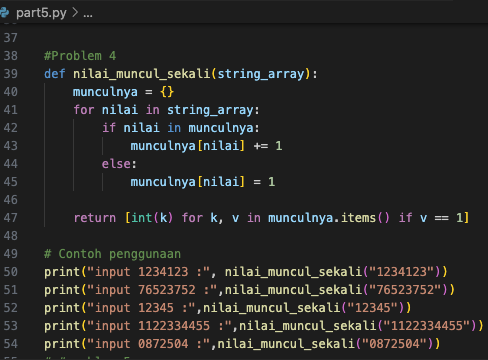 part5.py > ...
37
38 #Problem 4
39 def nilai_muncul_sekali(string_array):
40     munculnya = {}
41     for nilai in string_array:
42         if nilai in munculnya:
43             munculnya[nilai] += 1
44         else:
45             munculnya[nilai] = 1
46
47     return [int(k) for k, v in munculnya.items() if v == 1]
48
49 # Contoh penggunaan
50 print("input 1234123 :", nilai_muncul_sekali("1234123"))
51 print("input 76523752 :",nilai_muncul_sekali("76523752"))
52 print("input 12345 :",nilai_muncul_sekali("12345"))
53 print("input 1122334455 :",nilai_muncul_sekali("1122334455"))
54 print("input 0872504 :",nilai_muncul_sekali("0872504"))